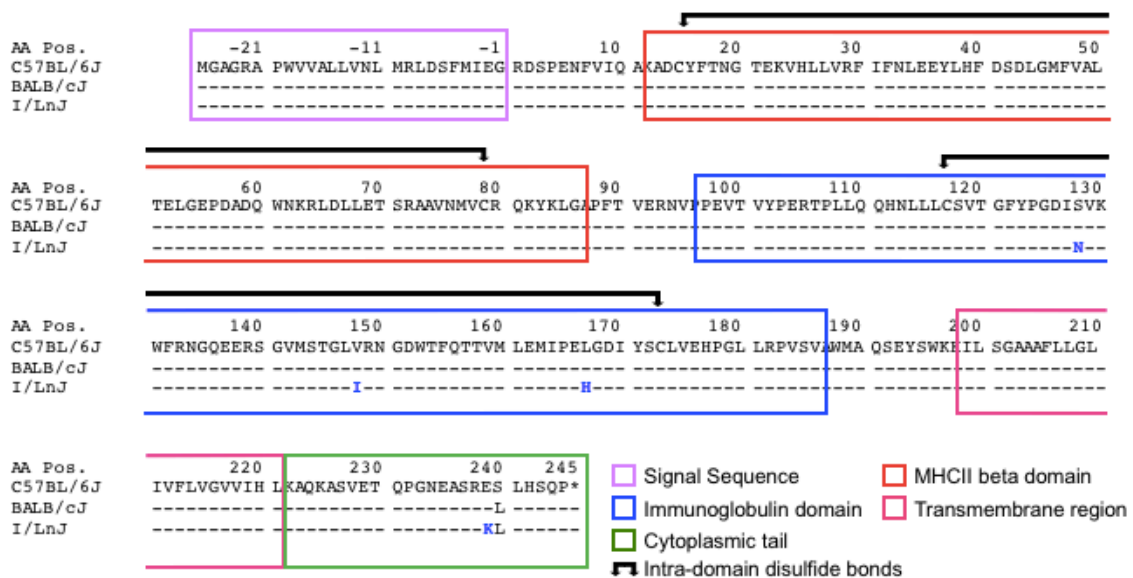 AA Pos. -21 -11 -1 10 20 30 40 50
C57BL/6J MGAGRA PWVVALLVNL MRLDSFMIEG RDSPENFVIQ AKADCYFTNG TEKVHLLVRF IFNLEEYLHF DSDLGMFVAL
BALB/cJ ------ ---------- ---------- ---------- ---------- ---------- ---------- ----------
I/LnJ ------ ---------- ---------- ---------- ---------- ---------- ---------- ----------
AA Pos. 60 70 80 90 100 110 120 130
C57BL/6J TELGEPDADQ WNKRLDLLET SRAAVNMVCR QKYKLGAPFT VERNVPPEVT VYPERTPLLQ QHNLLLCSVT GFYPGDISVK
BALB/cJ ---------- ---------- ---------- ---------- ---------- ---------- ---------- ----------
I/LnJ ---------- ---------- ---------- ---------- ---------- ---------- ---------- -------N--
AA Pos. 140 150 160 170 180 190 200 210
C57BL/6J WFRNGQEERS GVMSTGLVRN GDWTFQTTVM LEMIPELGDI YSCLVEHPGL LRPVSVAWMA QSEYSWKKIL SGAAAFLLGL
BALB/cJ ---------- ---------- ---------- ---------- ---------- ---------- ---------- ----------
I/LnJ ---------- -------I-- ---------- ------H--- ---------- ---------- ---------- ----------
AA Pos. 220 230 240 245
C57BL/6J IVFLVGVVIH LKAQKASVET QPGNEASRES LHSQP*
BALB/cJ ---------- ---------- ---------L ------
I/LnJ ---------- ---------- --------KL ------
Signal Sequence
MHCII beta domain
Immunoglobulin domain
Transmembrane region
Cytoplasmic tail
Intra-domain disulfide bonds